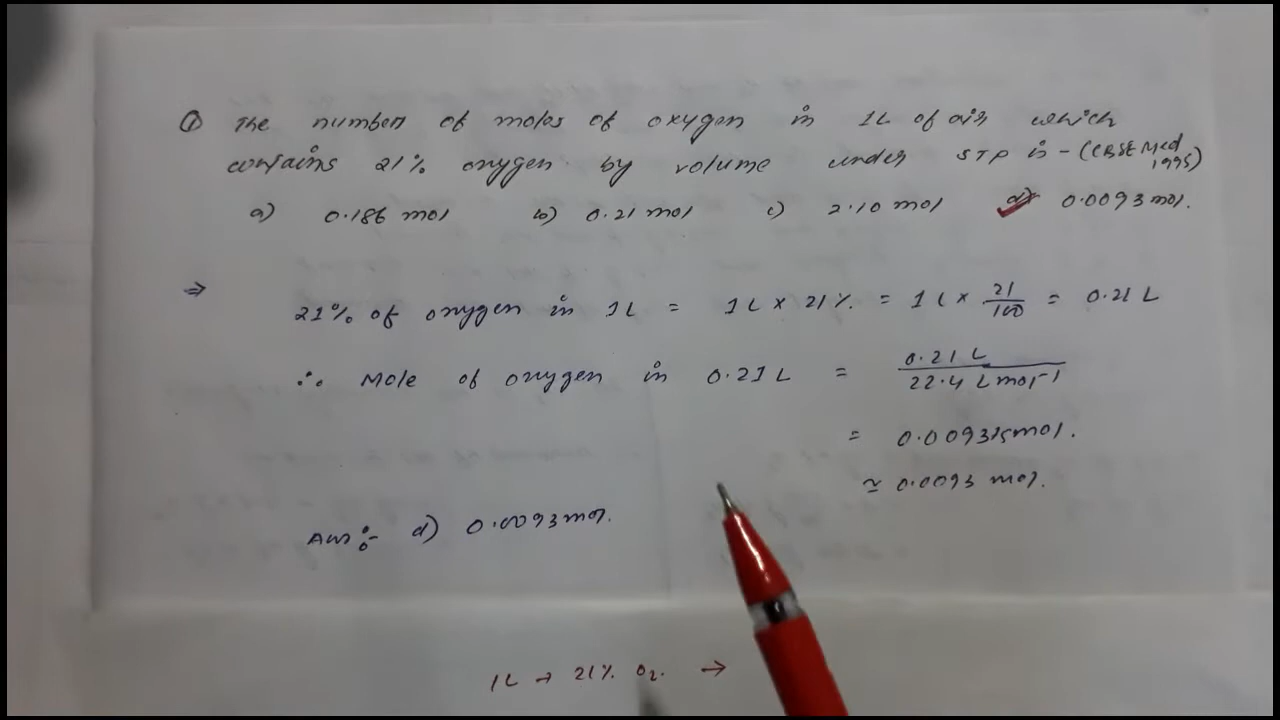 ① The number of moles of oxygen in 1L of air which
contains 21% oxygen by volume under STP is - (CBSE Med 1995)
a) 0.186 mol b) 0.21 mol c) 2.10 mol d) 0.0093 mol.
⇒
21% of oxygen in 1L = 1L × 21% = 1L × 21/100 = 0.21 L
∴ Mole of oxygen in 0.21L = 0.21 L / 22.4 L mol⁻¹
= 0.009375 mol.
≃ 0.0093 mol.
Ans :- d) 0.0093 mol.
1L → 21% O₂. →